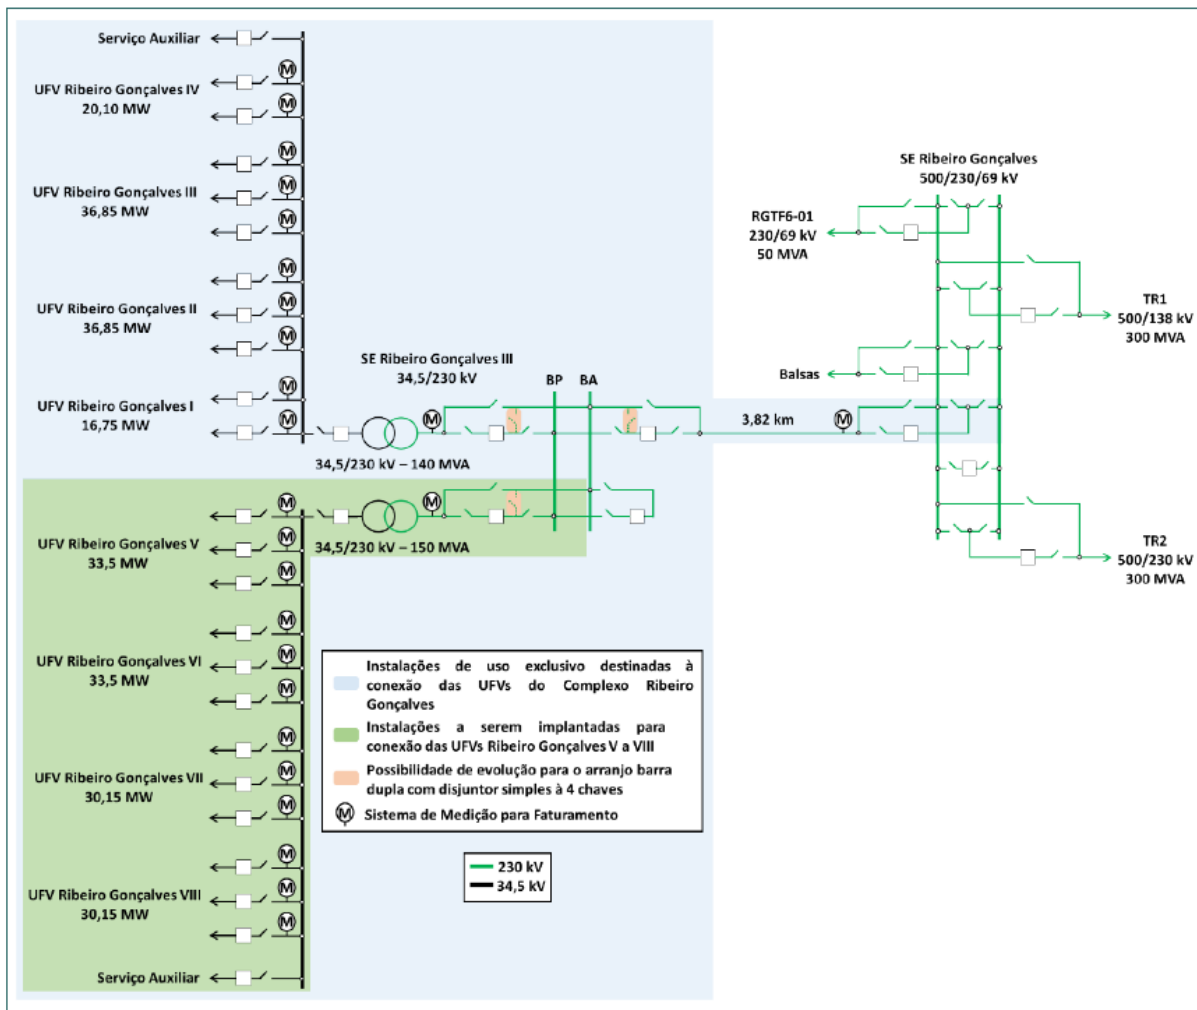 Serviço Auxiliar
UFV Ribeiro Gonçalves IV
20,10 MW
UFV Ribeiro Gonçalves III
36,85 MW
UFV Ribeiro Gonçalves II
36,85 MW
UFV Ribeiro Gonçalves I
16,75 MW
SE Ribeiro Gonçalves III
34,5/230 kV
BP
BA
M
M
M
M
M
M
M
M
M
M
M
M
34,5/230 kV – 140 MVA
3,82 km
SE Ribeiro Gonçalves
500/230/69 kV
RGTF6-01
230/69 kV
50 MVA
TR1
500/138 kV
300 MVA
Balsas
TR2
500/230 kV
300 MVA
UFV Ribeiro Gonçalves V
33,5 MW
34,5/230 kV – 150 MVA
UFV Ribeiro Gonçalves VI
33,5 MW
UFV Ribeiro Gonçalves VII
30,15 MW
UFV Ribeiro Gonçalves VIII
30,15 MW
Serviço Auxiliar
M
M
M
M
M
M
M
M
M
M
M
M
M
Instalações de uso exclusivo destinadas à
conexão das UFVs do Complexo Ribeiro
Gonçalves
Instalações a serem implantadas para
conexão das UFVs Ribeiro Gonçalves V a VIII
Possibilidade de evolução para o arranjo barra
dupla com disjuntor simples à 4 chaves
M Sistema de Medição para Faturamento
230 kV
34,5 kV